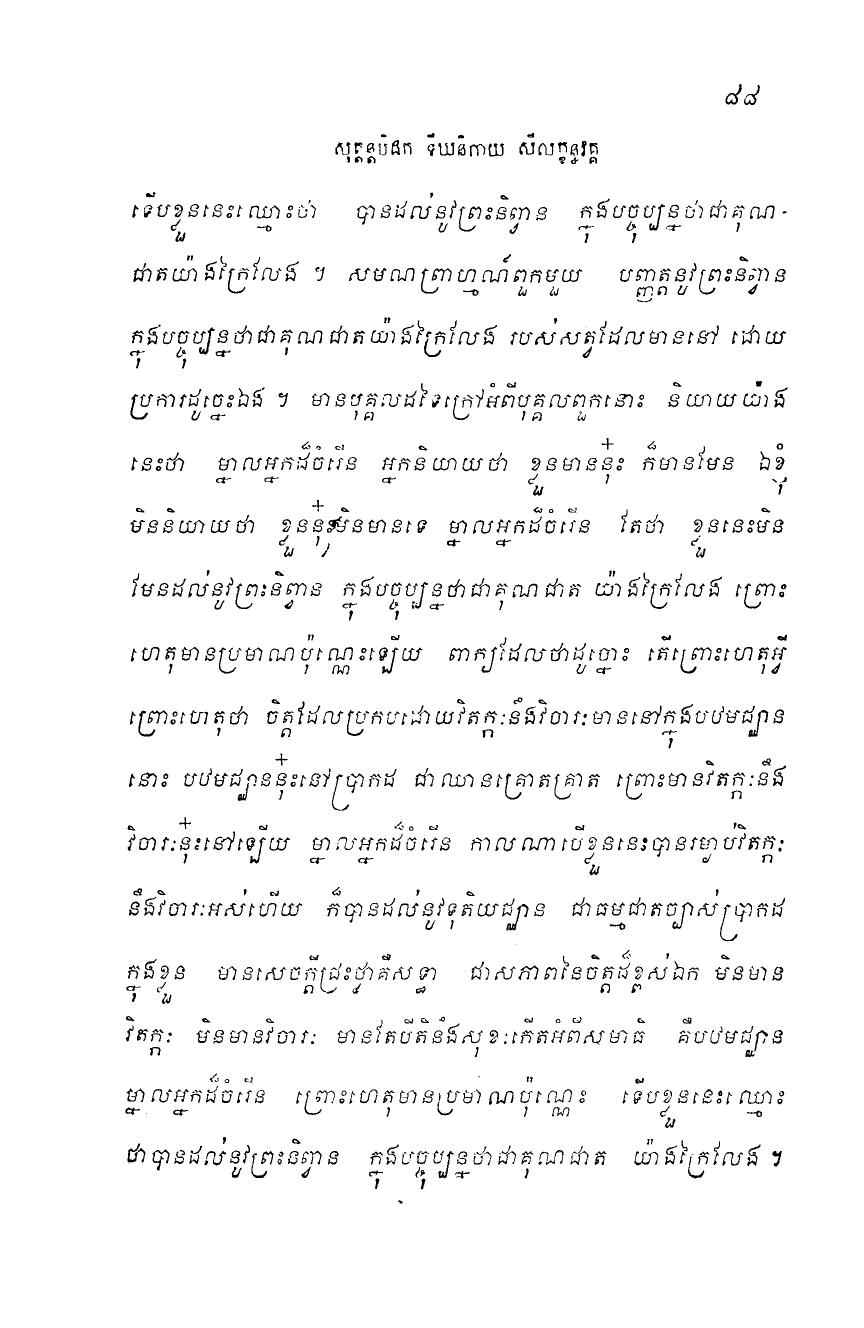 ៨៨
សុត្តន្តបិដក ទីឃនិកាយ សីលក្ខន្ធវគ្គ
ទើបខ្លួននេះឈ្មោះថា បានដល់នូវព្រះនិព្វាន ក្នុងបច្ចុប្បន្នថាជាគុណ-
ជាតយ៉ាងក្រៃលែង ។ សមណព្រាហ្មណ៍ពួកមួយ បញ្ញត្តនូវព្រះនិព្វាន
ក្នុងបច្ចុប្បន្នថាជាគុណជាតយ៉ាងក្រៃលែង របស់សត្វដែលមាននៅ ដោយ
ប្រការដូច្នេះឯង ។ មានបុគ្គលដទៃក្រៅអំពីបុគ្គលពួកនោះ និយាយយ៉ាង
នេះថា ម្នាលអ្នកដ៏ចំរើន អ្នកនិយាយថា ខ្លួនមាននុ៎ះ ក៏មានមែន ឯខ្ញុំ
មិននិយាយថា ខ្លួននុ៎ះមិនមានទេ ម្នាលអ្នកដ៏ចំរើន តែថា ខ្លួននេះមិន
មែនដល់នូវព្រះនិព្វាន ក្នុងបច្ចុប្បន្នថាជាគុណជាត យ៉ាងក្រៃលែង ព្រោះ
ហេតុមានប្រមាណប៉ុណ្ណេះឡើយ ពាក្យដែលថាដូច្នោះ តើព្រោះហេតុអ្វី
ព្រោះហេតុថា ចិត្តដែលប្រកបដោយវិតក្កៈនឹងវិចារៈមាននៅក្នុងបឋមជ្ឈាន
នោះ បឋមជ្ឈាននុ៎ះនៅប្រាកដ ជាឈានគ្រោតគ្រាត ព្រោះមានវិតក្កៈនឹង
វិចារៈនុ៎ះនៅឡើយ ម្នាលអ្នកដ៏ចំរើន កាលណាបើខ្លួននេះបានរម្ងាប់វិតក្កៈ
នឹងវិចារៈអស់ហើយ ក៏បានដល់នូវទុតិយជ្ឈាន ជាធម្មជាតច្បាស់ប្រាកដ
ក្នុងខ្លួន មានសេចក្តីជ្រះថ្លាគឺសទ្ធា ជាសភាពនៃចិត្តដ៏ខ្ពស់ឯក មិនមាន
វិតក្កៈ មិនមានវិចារៈ មានតែបីតិនឹងសុខៈកើតអំពីសមាធិ គឺបឋមជ្ឈាន
ម្នាលអ្នកដ៏ចំរើន ព្រោះហេតុមានប្រមាណប៉ុណ្ណេះ ទើបខ្លួននេះឈ្មោះ
ថាបានដល់នូវព្រះនិព្វាន ក្នុងបច្ចុប្បន្នថាជាគុណជាត យ៉ាងក្រៃលែង ។